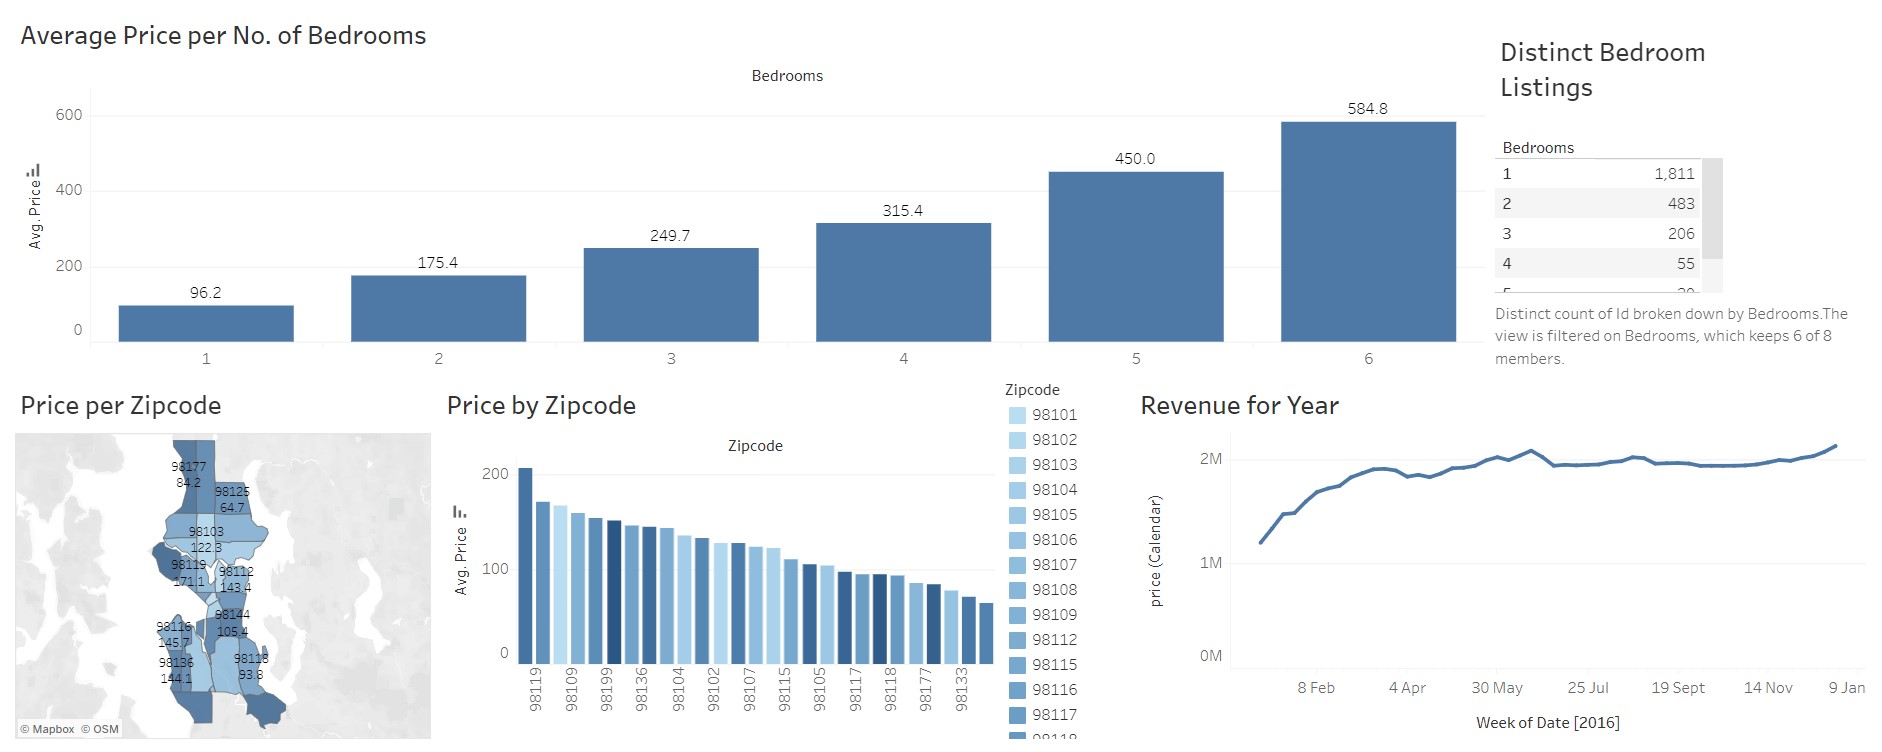 Average Price per No. of Bedrooms
Bedrooms
Avg. Price
600
400
200
0
96.2
175.4
249.7
315.4
450.0
584.8
1
2
3
4
5
6
Distinct Bedroom
Listings
Bedrooms
1 1,811
2 483
3 206
4 55
Distinct count of Id broken down by Bedrooms.The
view is filtered on Bedrooms, which keeps 6 of 8
members.
Price per Zipcode
98177
84.2
98125
64.7
98103
122.3
98119
171.1
98112
143.4
98144
105.4
98116
145.7
98136
144.1
98118
93.8
© Mapbox © OSM
Price by Zipcode
Zipcode
Avg. Price
200
100
0
98119
98109
98199
98136
98104
98102
98107
98115
98105
98117
98118
98177
98133
Zipcode
98101
98102
98103
98104
98105
98106
98107
98108
98109
98112
98115
98116
98117
Revenue for Year
price (Calendar)
2M
1M
0M
8 Feb
4 Apr
30 May
25 Jul
19 Sept
14 Nov
9 Jan
Week of Date [2016]